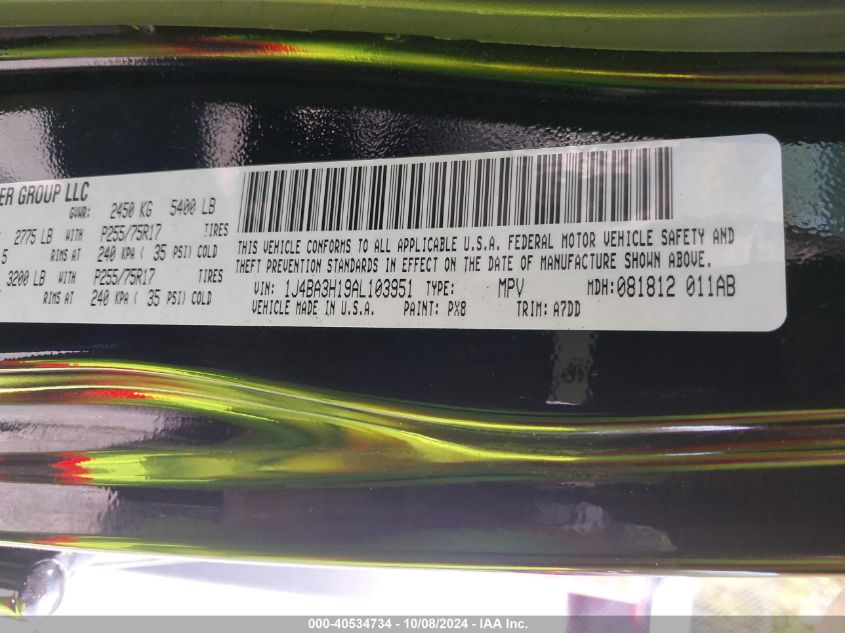 ER GROUP LLC
GVWR: 2450 KG 5400 LB
2775 LB WITH P255/75R17 TIRES
5 RIMS AT 240 KPA ( 35 PSI) COLD
3200 LB WITH P255/75R17 TIRES
RIMS AT 240 KPA ( 35 PSI) COLD
THIS VEHICLE CONFORMS TO ALL APPLICABLE U.S.A. FEDERAL MOTOR VEHICLE SAFETY AND
THEFT PREVENTION STANDARDS IN EFFECT ON THE DATE OF MANUFACTURE SHOWN ABOVE.
VIN: 1J4BA3H19AL103951 TYPE: MPV MDH:081812 011AB
VEHICLE MADE IN U.S.A. PAINT: PX8 TRIM: A7DD
000-40534734 - 10/08/2024 - IAA Inc.